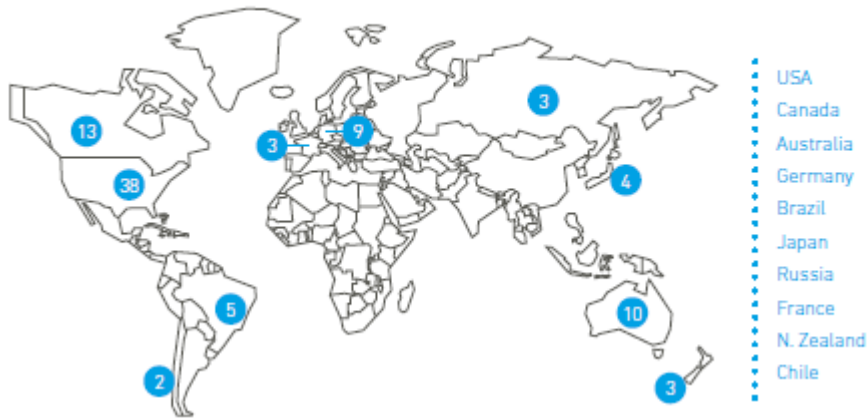 3
13
3
9
38
4
5
10
2
3
USA
Canada
Australia
Germany
Brazil
Japan
Russia
France
N. Zealand
Chile